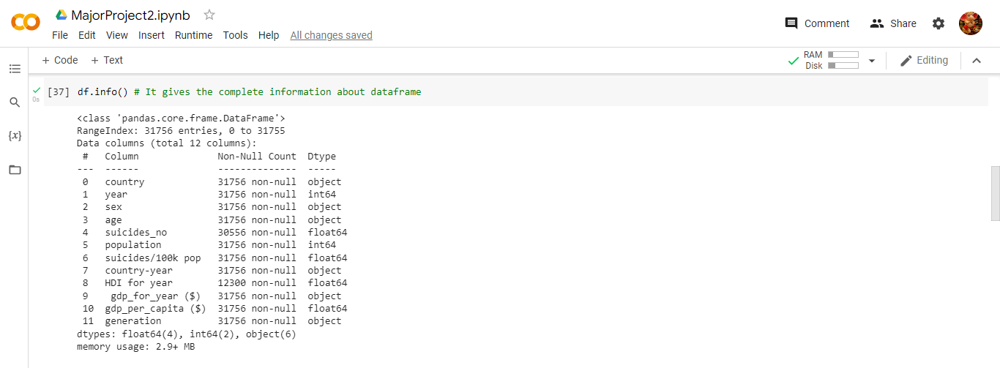 MajorProject2.ipynb
File Edit View Insert Runtime Tools Help All changes saved
Comment Share
+ Code + Text
RAM
Disk
Editing
[37] df.info() # It gives the complete information about dataframe
0s
{x}
<class 'pandas.core.frame.DataFrame'>
RangeIndex: 31756 entries, 0 to 31755
Data columns (total 12 columns):
 #   Column              Non-Null Count  Dtype
---  ------              --------------  -----
 0   country             31756 non-null  object
 1   year                31756 non-null  int64
 2   sex                 31756 non-null  object
 3   age                 31756 non-null  object
 4   suicides_no         30556 non-null  float64
 5   population          31756 non-null  int64
 6   suicides/100k pop   31756 non-null  float64
 7   country-year        31756 non-null  object
 8   HDI for year        12300 non-null  float64
 9    gdp_for_year ($)   31756 non-null  object
 10  gdp_per_capita ($)  31756 non-null  float64
 11  generation          31756 non-null  object
dtypes: float64(4), int64(2), object(6)
memory usage: 2.9+ MB